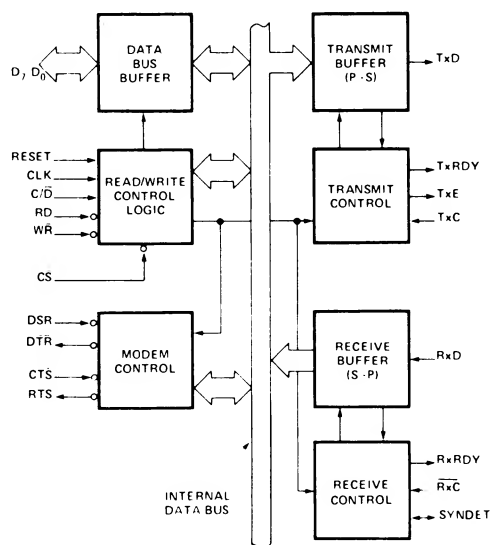 DATA
BUS
BUFFER
D7 D0
TRANSMIT
BUFFER
(P·S)
TxD
RESET
CLK
C/D̅
RD
WR̅
CS
READ/WRITE
CONTROL
LOGIC
TRANSMIT
CONTROL
TxRDY
TxE
TxC
DSR
DTR̅
CTS̅
RTS
MODEM
CONTROL
RECEIVE
BUFFER
(S·P)
RxD
INTERNAL
DATA BUS
RECEIVE
CONTROL
RxRDY
R̅x̅C̅
SYNDET